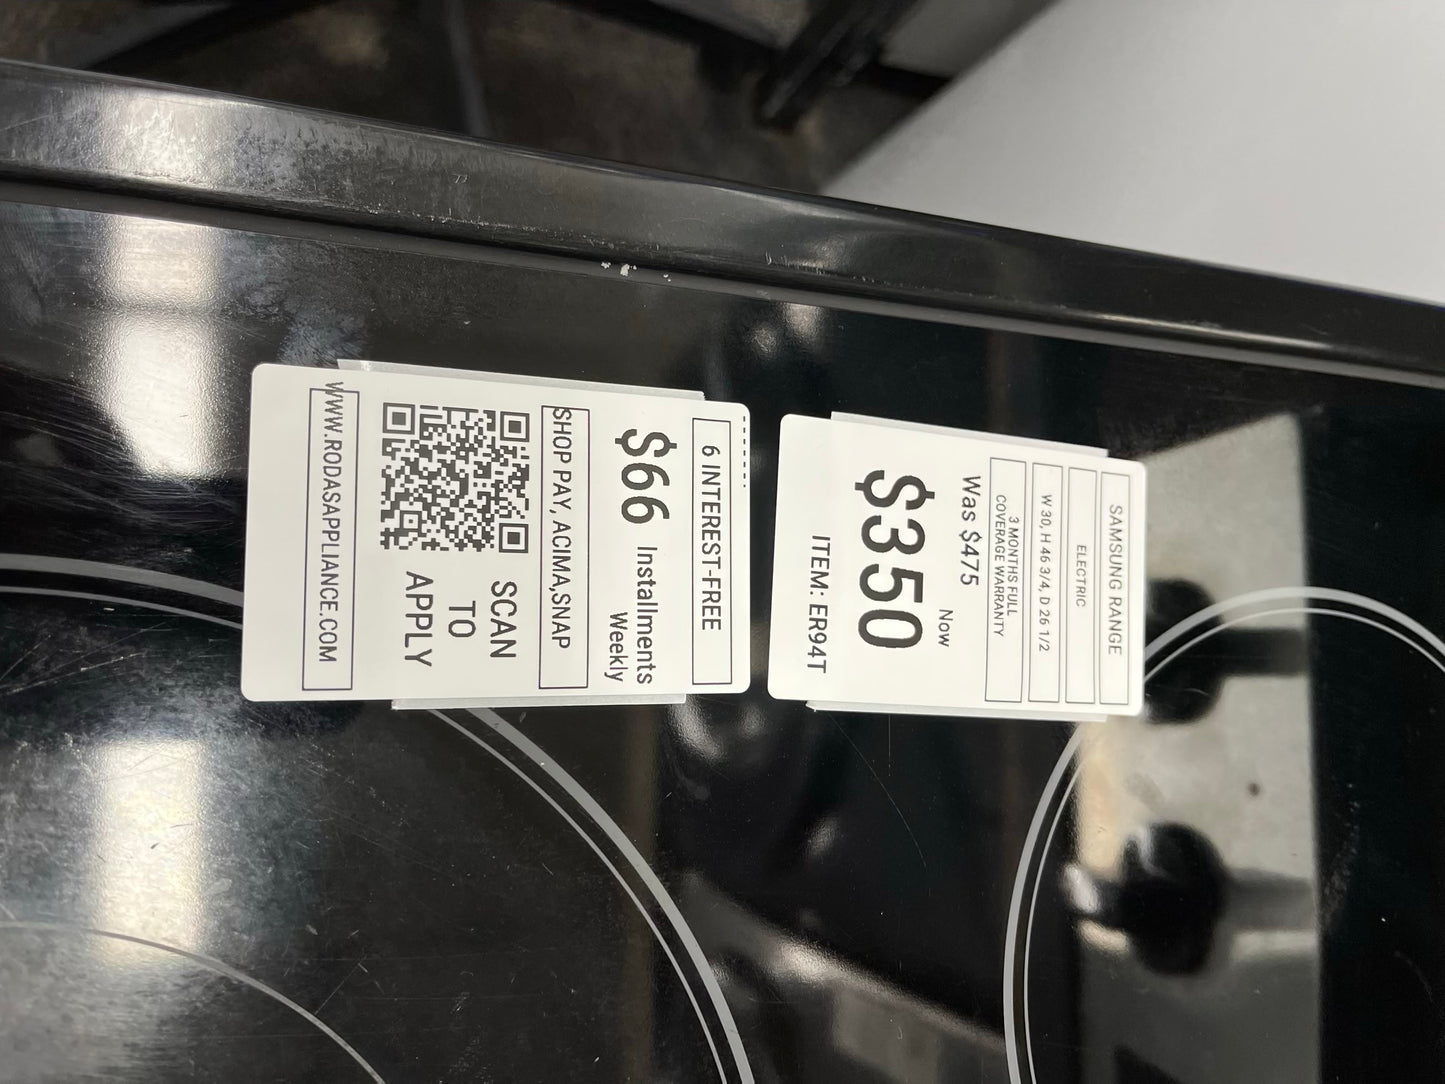 SAMSUNG RANGE
ELECTRIC
W 30, H 46 3/4, D 26 1/2
3 MONTHS FULL
COVERAGE WARRANTY
Was $475
Now
$350
ITEM: ER94T
6 INTEREST-FREE
$66 Installments
Weekly
SHOP PAY, ACIMA,SNAP
SCAN
TO
APPLY
WWW.RODASAPPLIANCE.COM